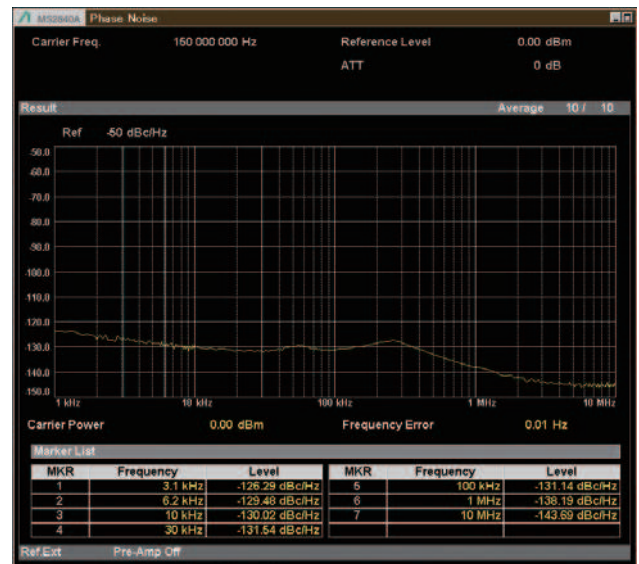 MS2840A Phase Noise
Carrier Freq. 150 000 000 Hz Reference Level 0.00 dBm
ATT 0 dB
Result Average 10 / 10
Ref -50 dBc/Hz
-50.0
-60.0
-70.0
-80.0
-90.0
-100.0
-110.0
-120.0
-130.0
-140.0
-150.0
1 kHz 10 kHz 100 kHz 1 MHz 10 MHz
Carrier Power 0.00 dBm Frequency Error 0.01 Hz
Marker List
MKR Frequency Level MKR Frequency Level
1 3.1 kHz -126.29 dBc/Hz 5 100 kHz -131.14 dBc/Hz
2 6.2 kHz -129.48 dBc/Hz 6 1 MHz -138.19 dBc/Hz
3 10 kHz -130.02 dBc/Hz 7 10 MHz -143.69 dBc/Hz
4 30 kHz -131.54 dBc/Hz
Ref.Ext Pre-Amp Off